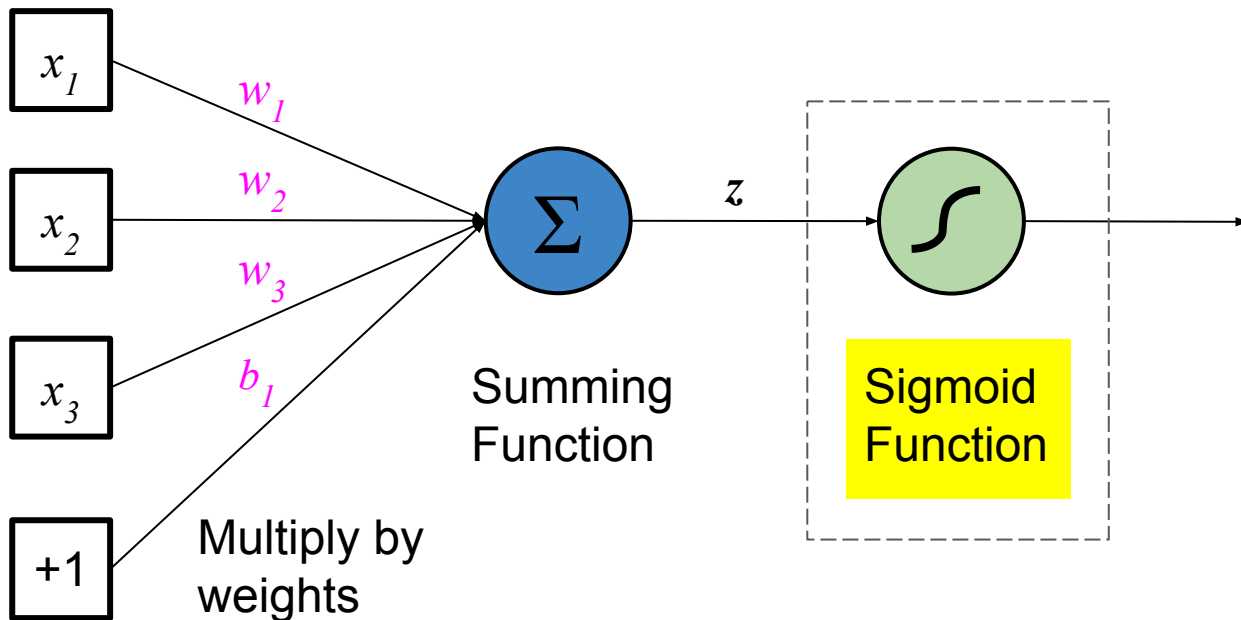 x1
w1
x2
w2
z
Σ
w3
x3
b1
Summing
Function
Sigmoid
Function
+1
Multiply by
weights